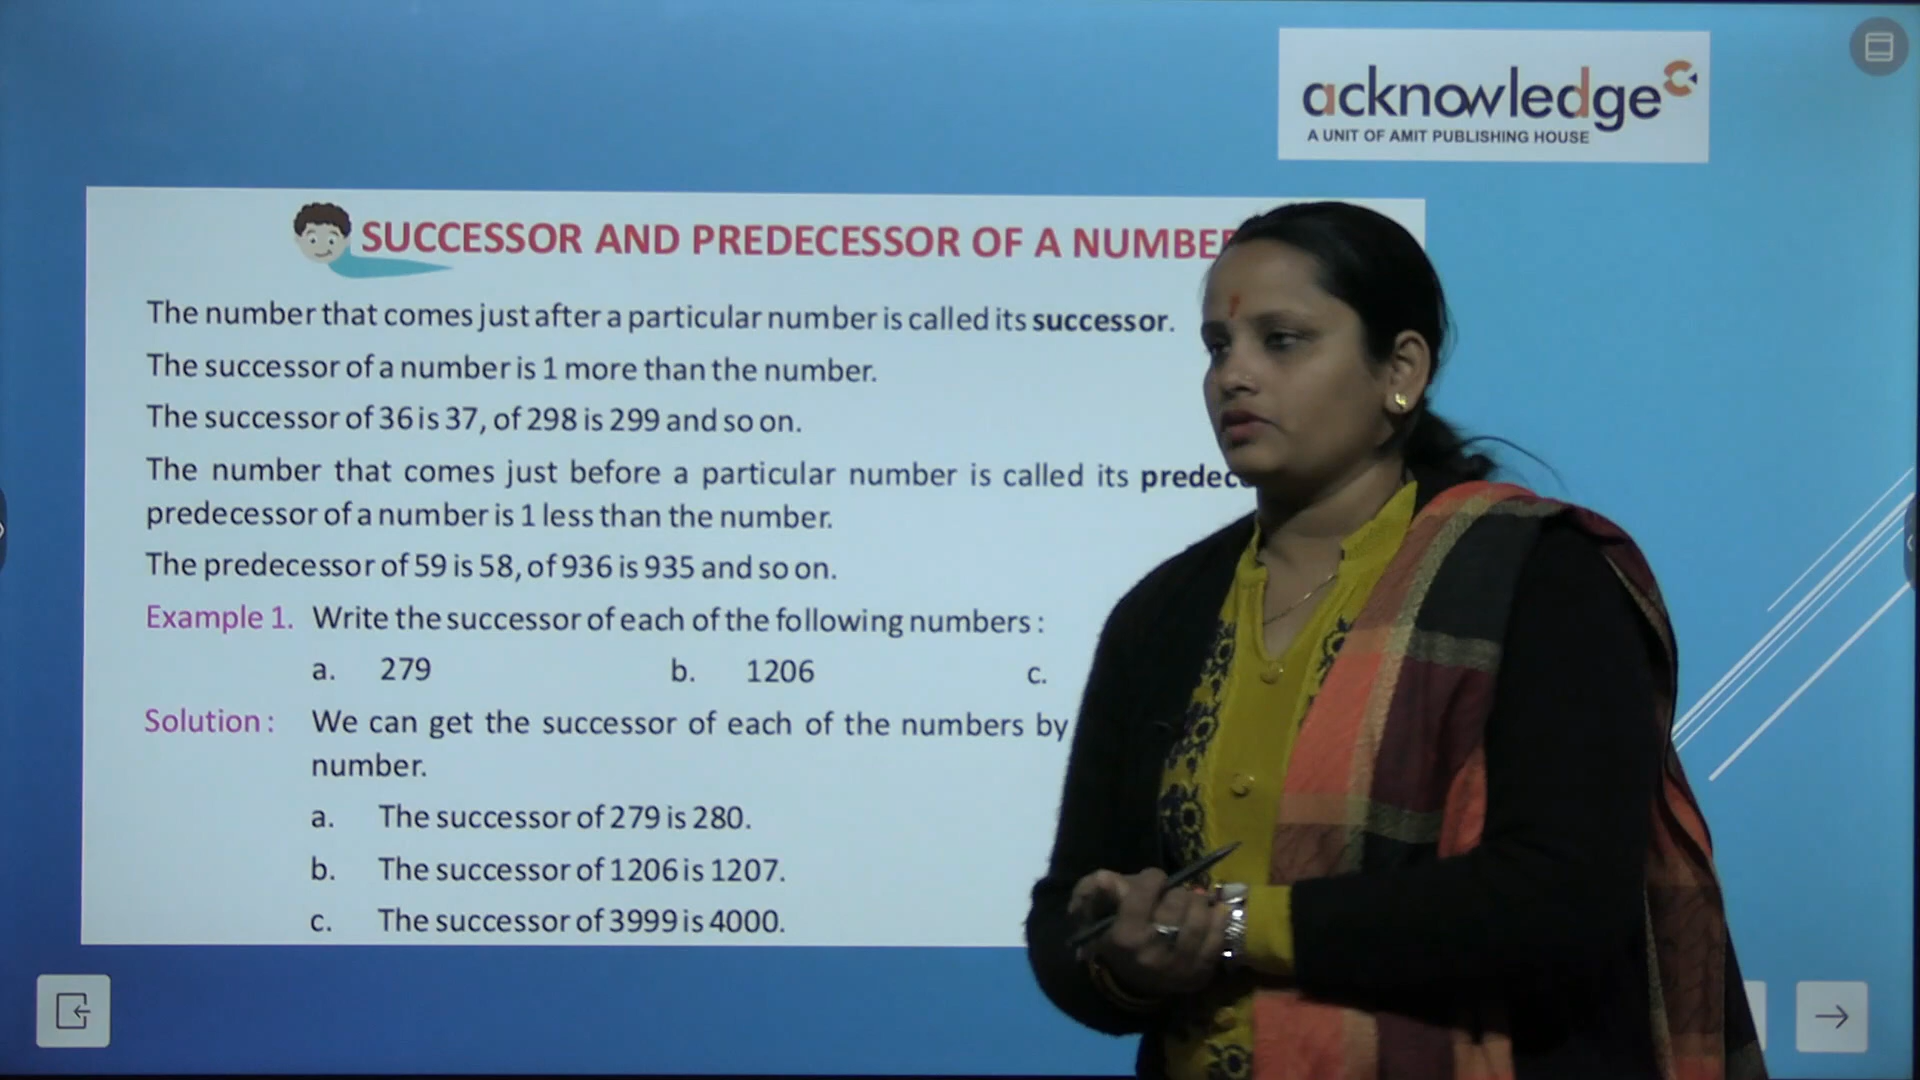 acknowledge
A UNIT OF AMIT PUBLISHING HOUSE
SUCCESSOR AND PREDECESSOR OF A
The number that comes just after a particular number is called its successor.
The successor of a number is 1 more than the number.
The successor of 36 is 37, of 298 is 299 and so on.
The number that comes just before a particular number is called its
predecessor of a number is 1 less than the number.
The predecessor of 59 is 58, of 936 is 935 and so on.
Example 1. Write the successor of each of the following numbers :
a. 279 b. 1206 c.
Solution : We can get the successor of each of the numbers by
number.
a. The successor of 279 is 280.
b. The successor of 1206 is 1207.
c. The successor of 3999 is 4000.